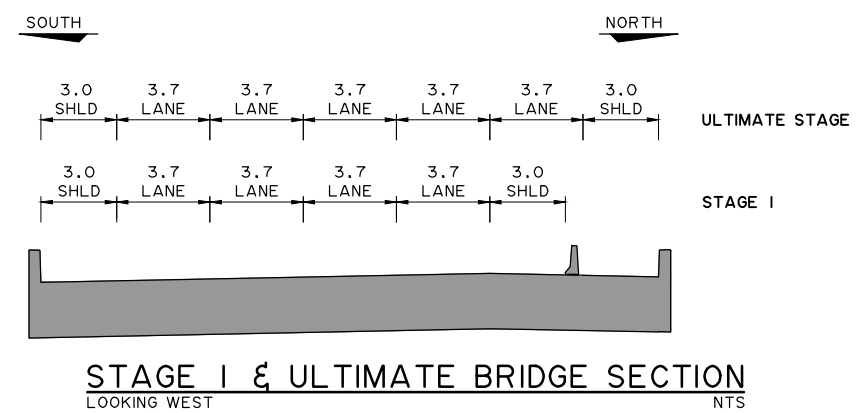 SOUTH NORTH
3.0 3.7 3.7 3.7 3.7 3.7 3.0
SHLD LANE LANE LANE LANE LANE SHLD
ULTIMATE STAGE
3.0 3.7 3.7 3.7 3.7 3.0
SHLD LANE LANE LANE LANE SHLD
STAGE I
STAGE I & ULTIMATE BRIDGE SECTION
LOOKING WEST NTS